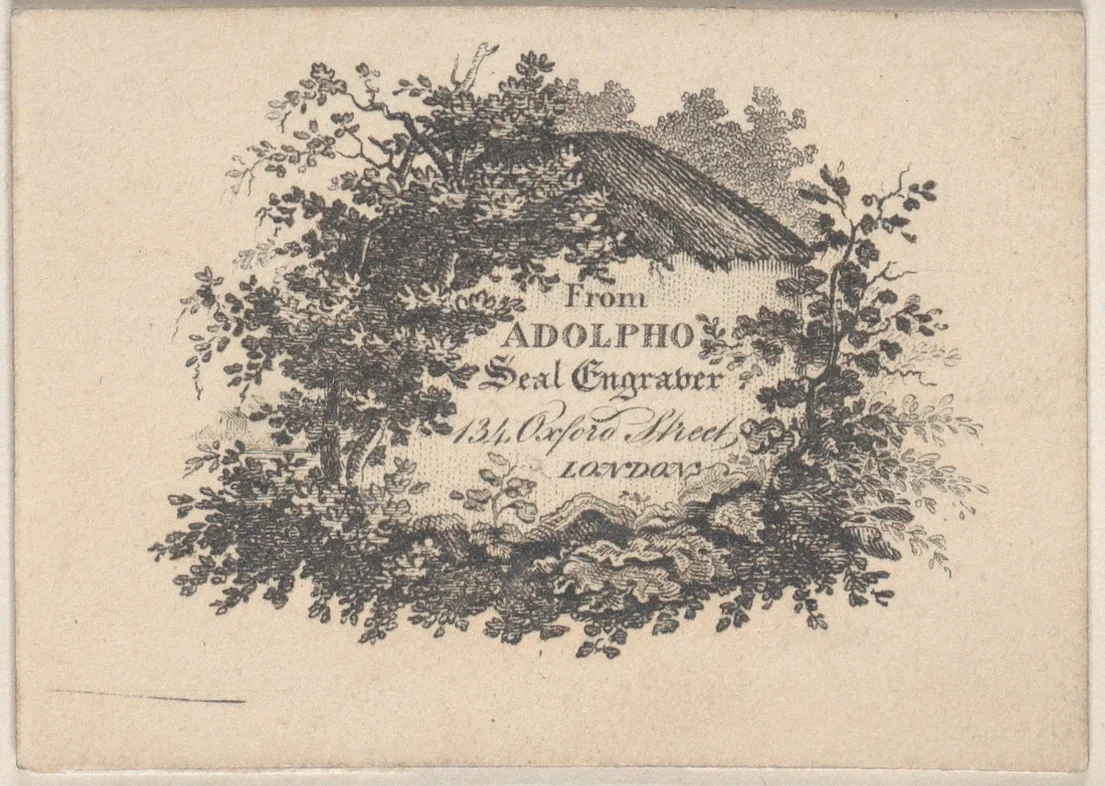 From
ADOLPHO
Seal Engraver
134, Oxford Street,
LONDON